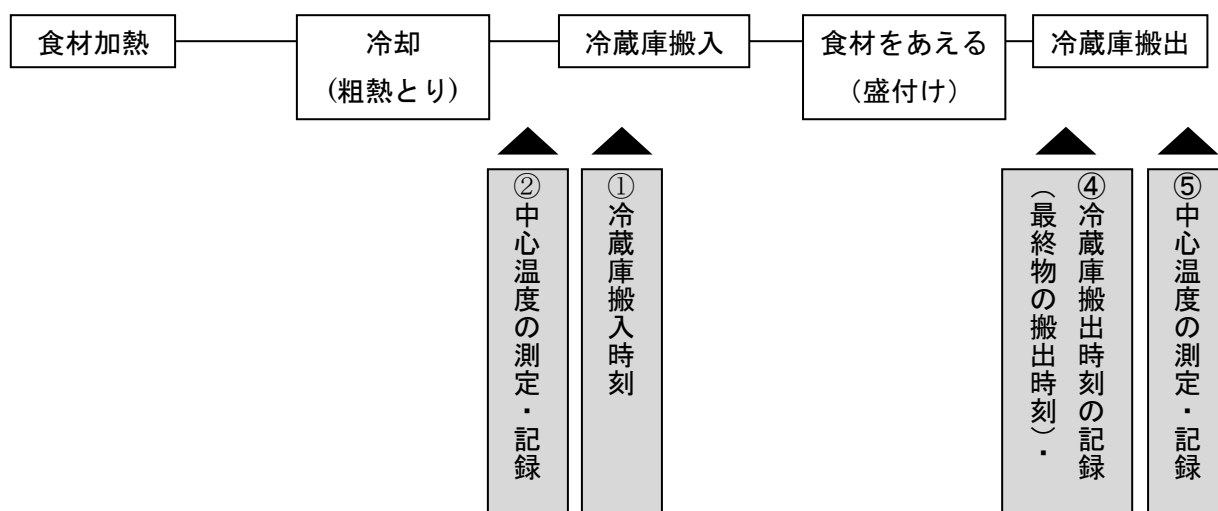 食材加熱
冷却
(粗熱とり)
冷蔵庫搬入
食材をあえる
（盛付け）
冷蔵庫搬出
②中心温度の測定・記録
①冷蔵庫搬入時刻
④冷蔵庫搬出時刻の記録
（最終物の搬出時刻）・
⑤中心温度の測定・記録